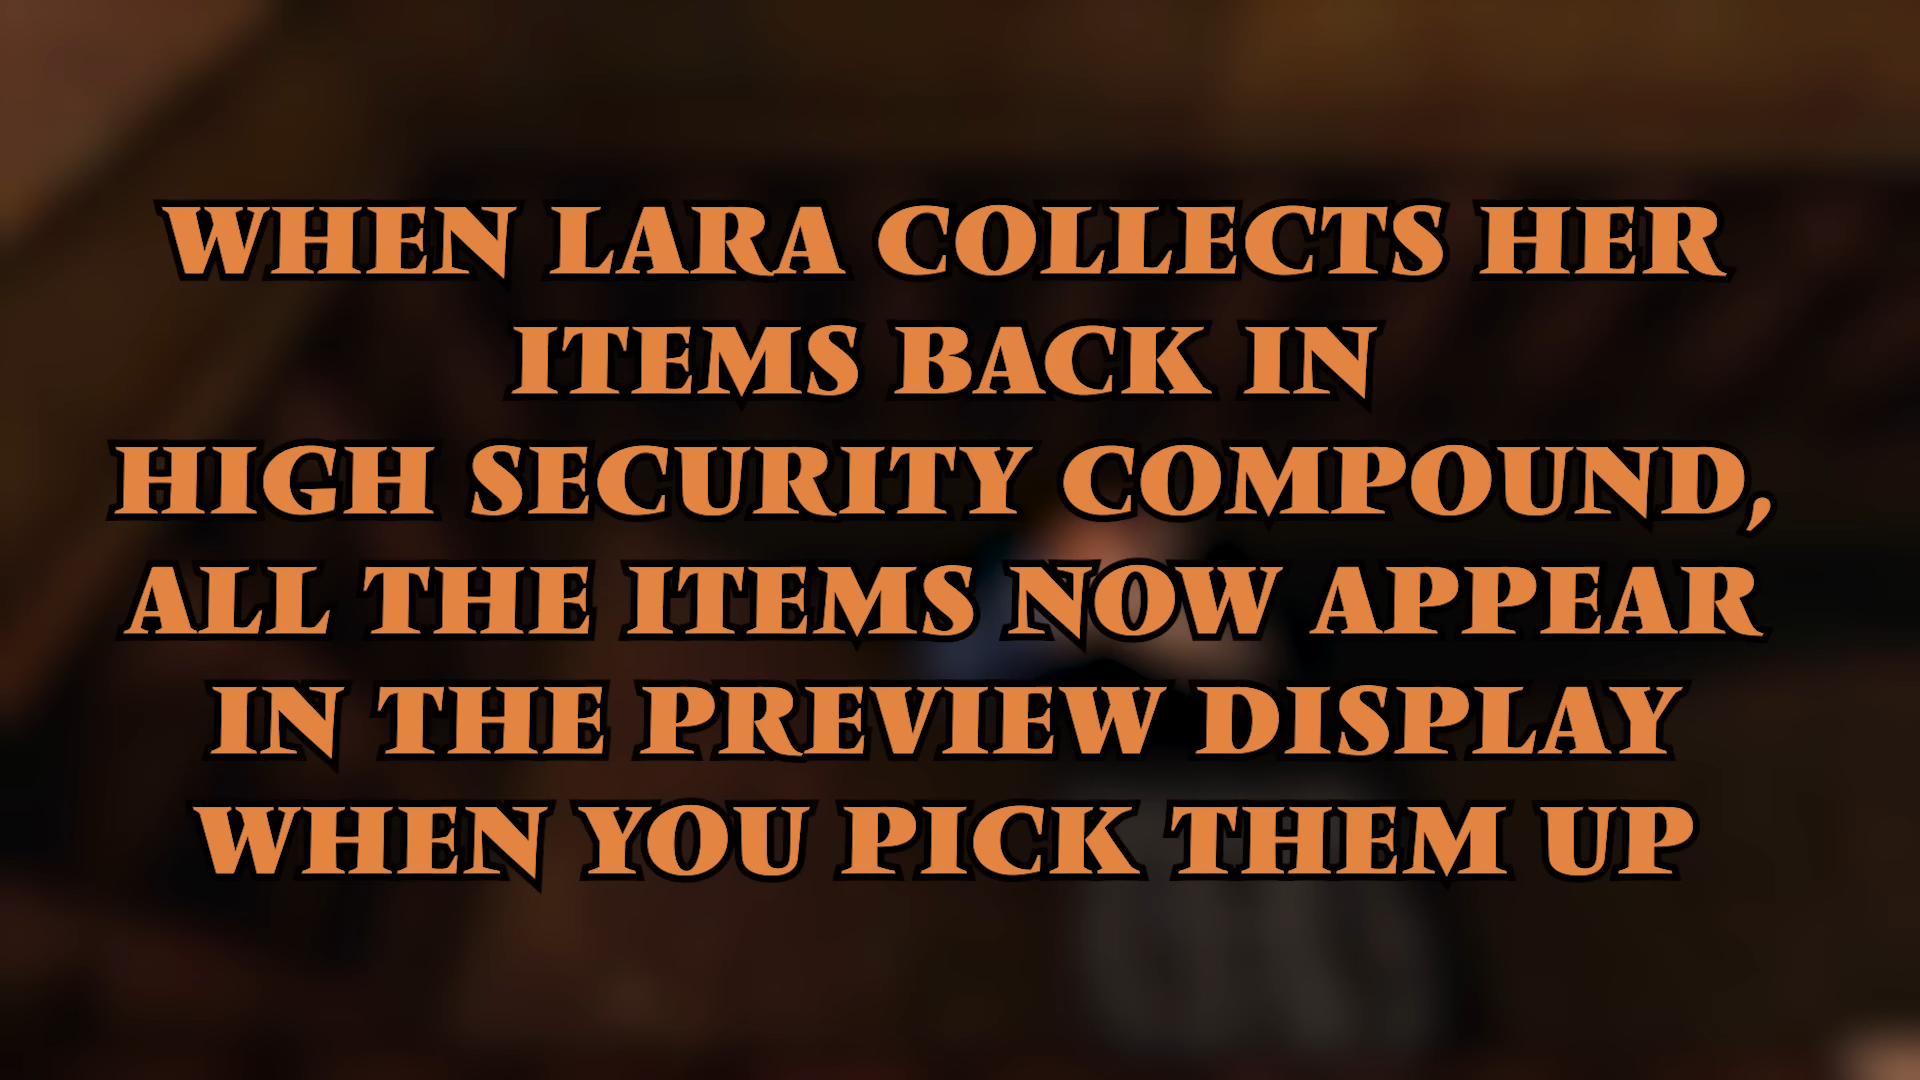 WHEN LARA COLLECTS HER
ITEMS BACK IN
HIGH SECURITY COMPOUND,
ALL THE ITEMS NOW APPEAR
IN THE PREVIEW DISPLAY
WHEN YOU PICK THEM UP